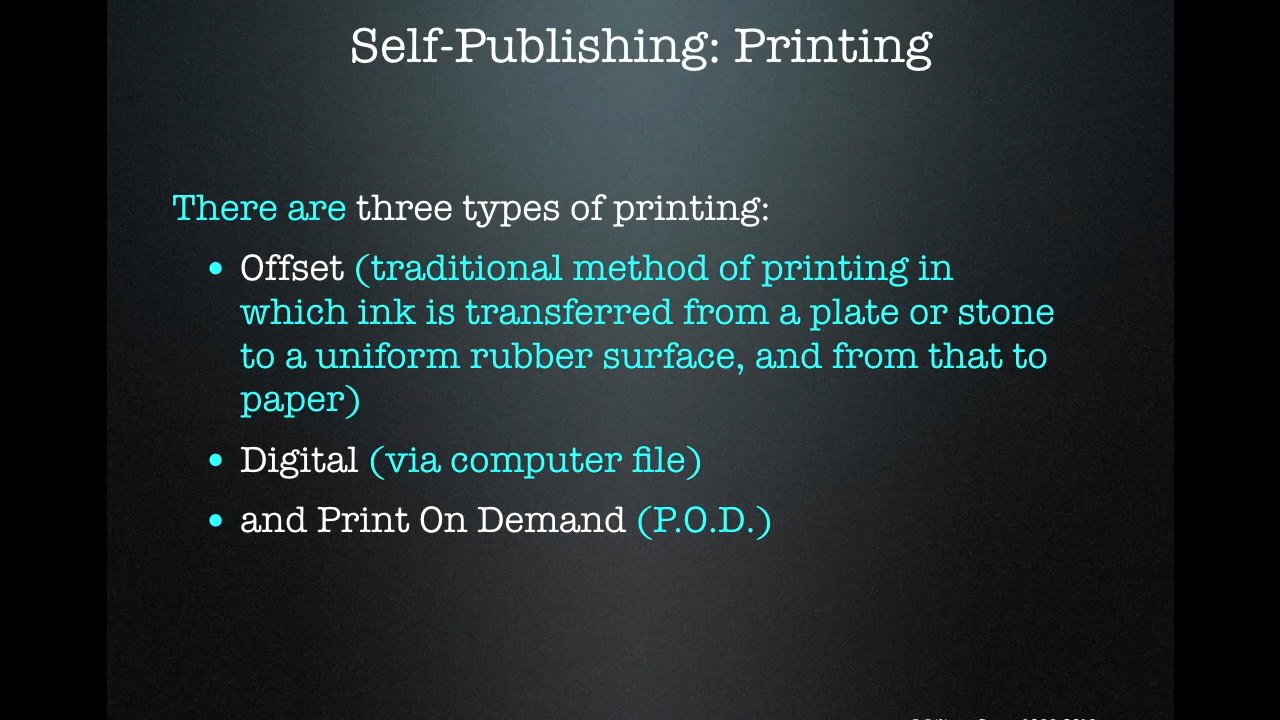 Self-Publishing: Printing
There are three types of printing:
• Offset (traditional method of printing in
which ink is transferred from a plate or stone
to a uniform rubber surface, and from that to
paper)
• Digital (via computer file)
• and Print On Demand (P.O.D.)